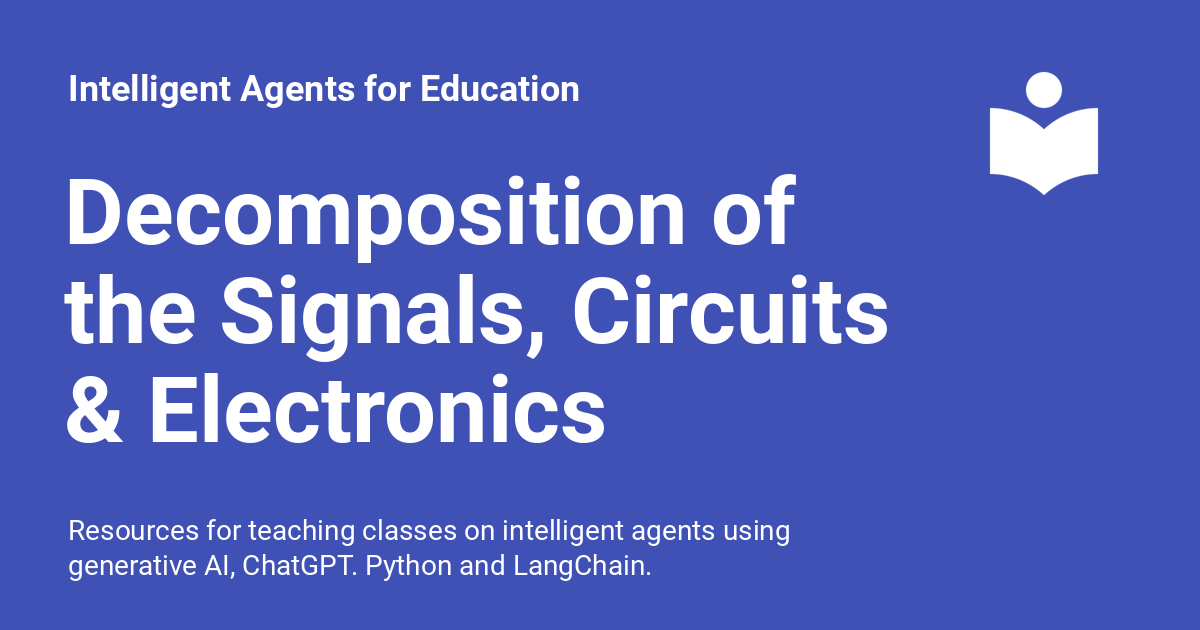 Intelligent Agents for Education
Decomposition of
the Signals, Circuits
& Electronics
Resources for teaching classes on intelligent agents using
generative AI, ChatGPT. Python and LangChain.